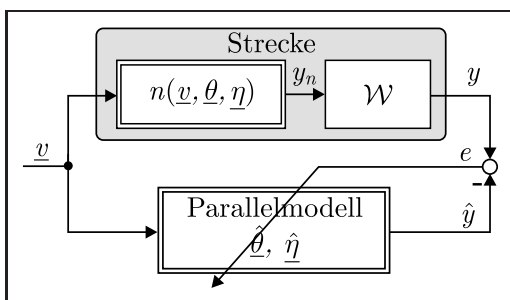 Strecke
n(v, θ, η)
y_n
𝒲
y
v
e
-
Parallelmodell
ŷ
θ̂, η̂